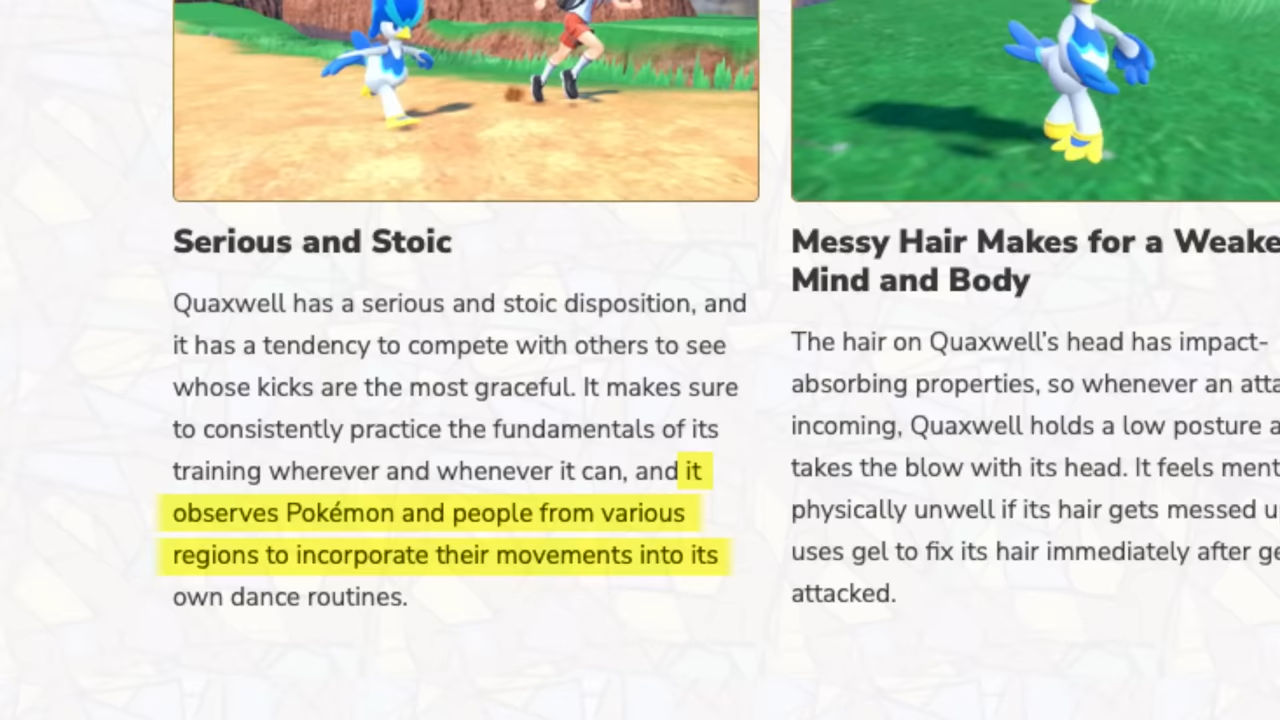 Serious and Stoic
Quaxwell has a serious and stoic disposition, and
it has a tendency to compete with others to see
whose kicks are the most graceful. It makes sure
to consistently practice the fundamentals of its
training wherever and whenever it can, and it
observes Pokémon and people from various
regions to incorporate their movements into its
own dance routines.
Messy Hair Makes for a
Mind and Body
The hair on Quaxwell’s head has impact-
absorbing properties, so whenever an
incoming, Quaxwell holds a low posture
takes the blow with its head. It feels
physically unwell if its hair gets messed
uses gel to fix its hair immediately after
attacked.